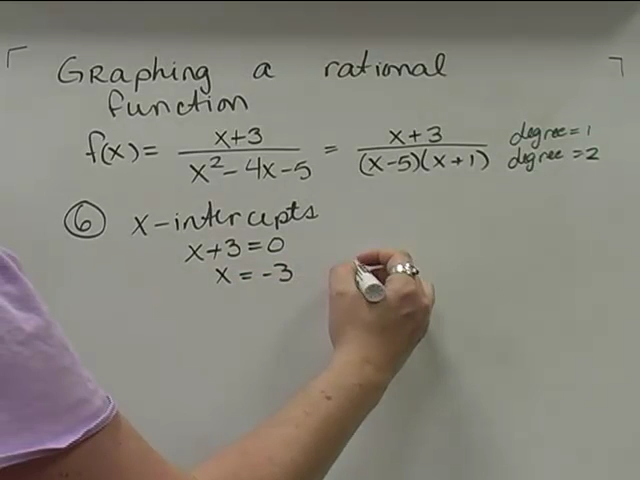 Graphing a rational
function
f(x) = x+3 / x² - 4x - 5 = x+3 / (x-5)(x+1) degree = 1 degree = 2
⑥ x-intercepts
x+3=0
x = -3